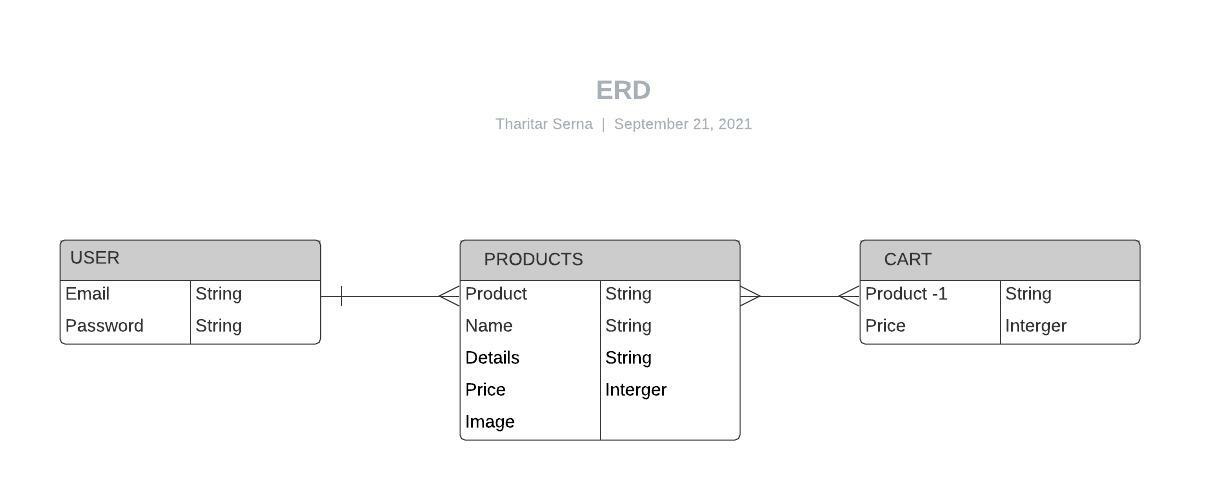 ERD
Tharitar Serna | September 21, 2021
USER
Email String
Password String
PRODUCTS
Product String
Name String
Details String
Price Interger
Image
CART
Product -1 String
Price Interger